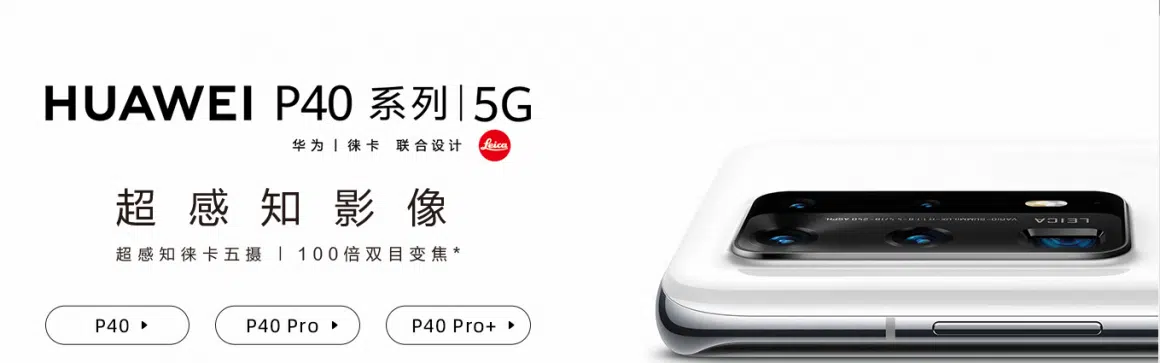 HUAWEI P40 系列|5G
华为 | 徕卡 联合设计 Leica
超感知影像
超感知徕卡五摄 | 100倍双目变焦*
P40
P40 Pro
P40 Pro+
LEICA